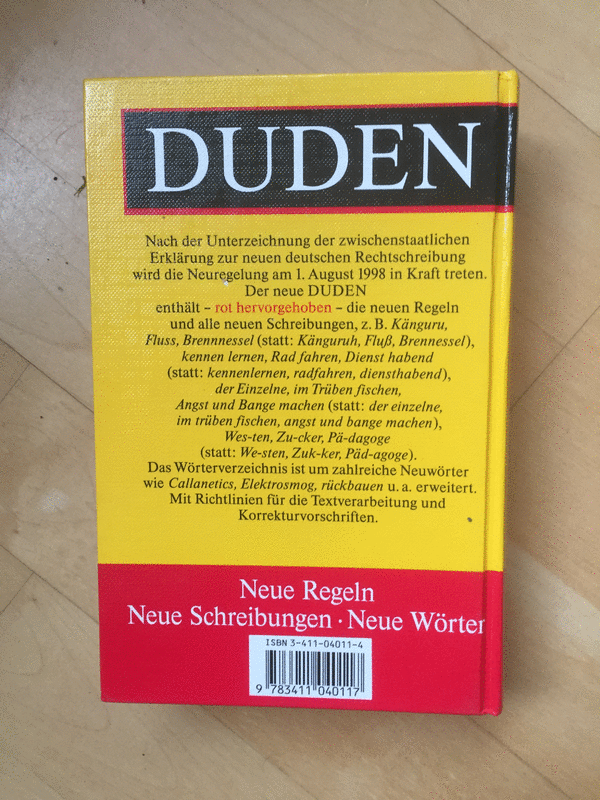 DUDEN
Nach der Unterzeichnung der zwischenstaatlichen
Erklärung zur neuen deutschen Rechtschreibung
wird die Neuregelung am 1. August 1998 in Kraft treten.
Der neue DUDEN
enthält – rot hervorgehoben – die neuen Regeln
und alle neuen Schreibungen, z. B. Känguru,
Fluss, Brennnessel (statt: Känguruh, Fluß, Brennessel),
kennen lernen, Rad fahren, Dienst habend
(statt: kennenlernen, radfahren, diensthabend),
der Einzelne, im Trüben fischen,
Angst und Bange machen (statt: der einzelne,
im trüben fischen, angst und bange machen),
Wes-ten, Zu-cker, Pä-dagoge
(statt: We-sten, Zuk-ker, Päd-agoge).
Das Wörterverzeichnis ist um zahlreiche Neuwörter
wie Callanetics, Elektrosmog, rückbauen u. a. erweitert.
Mit Richtlinien für die Textverarbeitung und
Korrekturvorschriften.
Neue Regeln
Neue Schreibungen · Neue Wörter
ISBN 3-411-04011-4
9 783411 040117